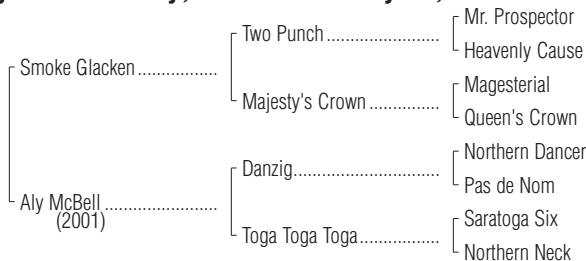 Mr. Prospector
Two Punch
Heavenly Cause
Smoke Glacken
Magesterial
Majesty's Crown
Queen's Crown
Northern Dancer
Danzig
Pas de Nom
Aly McBell
(2001)
Saratoga Six
Toga Toga Toga
Northern Neck